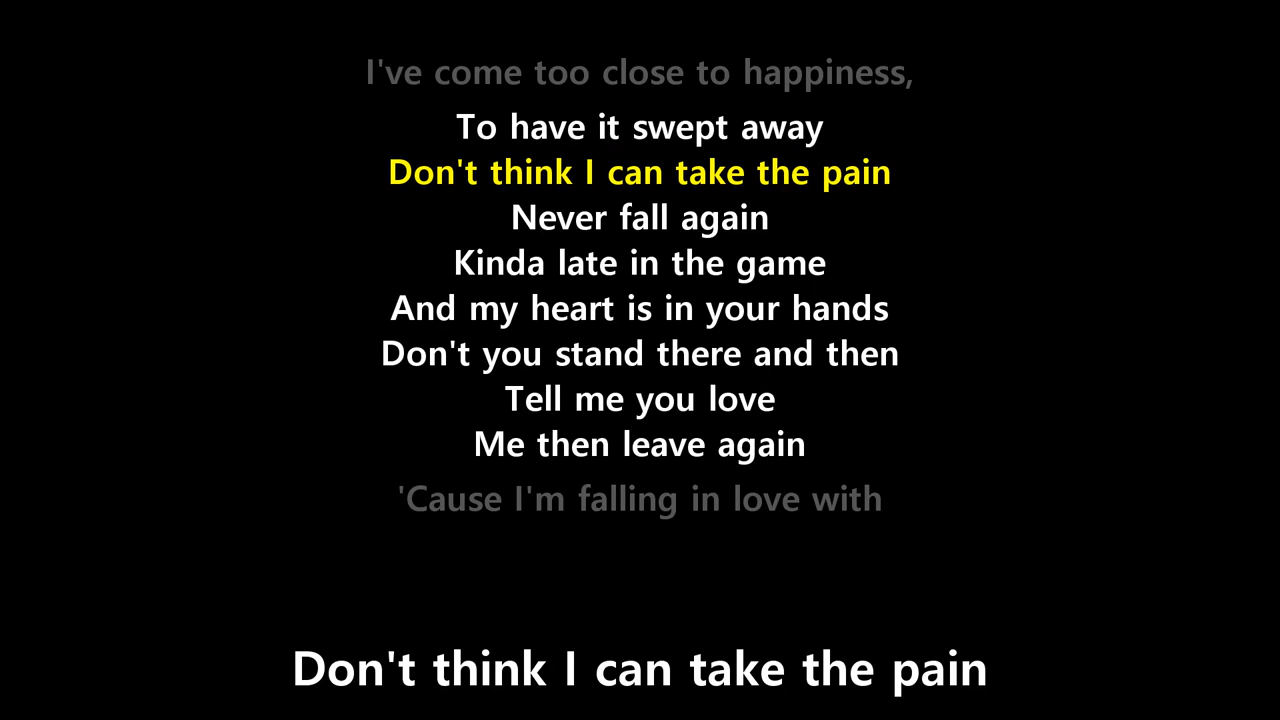 I've come too close to happiness,
To have it swept away
Don't think I can take the pain
Never fall again
Kinda late in the game
And my heart is in your hands
Don't you stand there and then
Tell me you love
Me then leave again
'Cause I'm falling in love with
Don't think I can take the pain